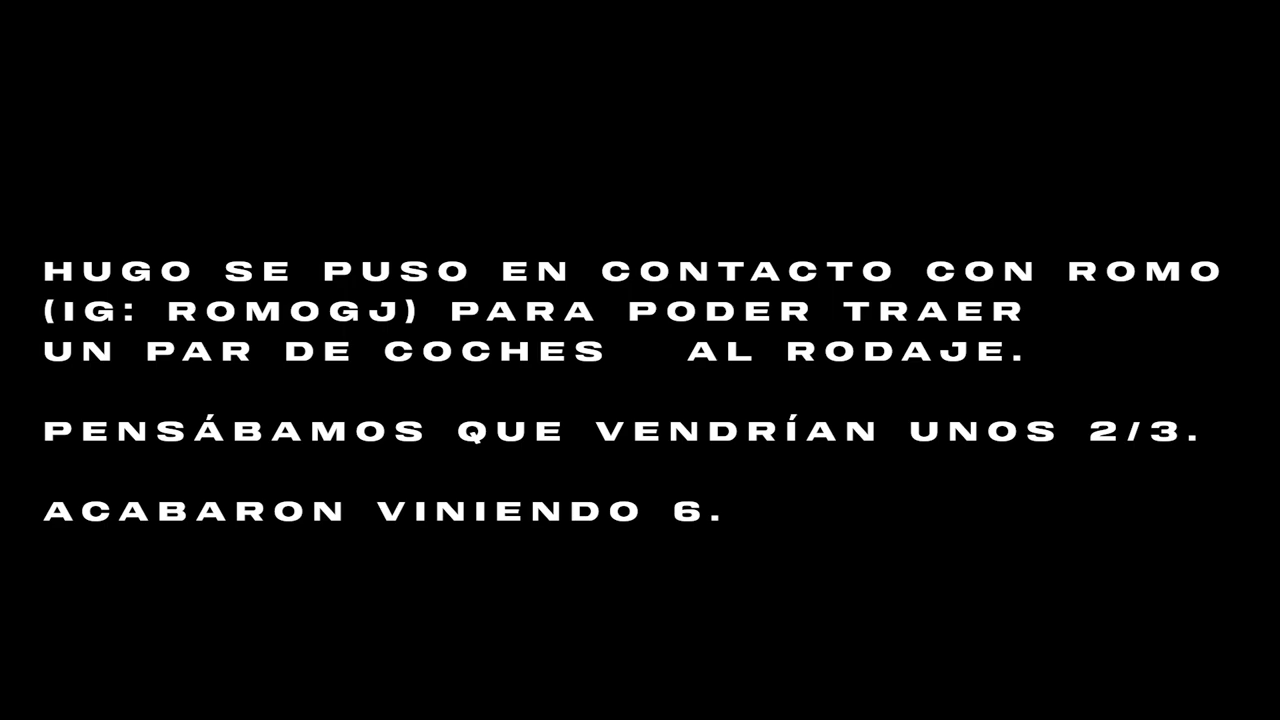 HUGO SE PUSO EN CONTACTO CON ROMO
(IG: ROMOGJ) PARA PODER TRAER
UN PAR DE COCHES AL RODAJE.
PENSÁBAMOS QUE VENDRÍAN UNOS 2/3.
ACABARON VINIENDO 6.